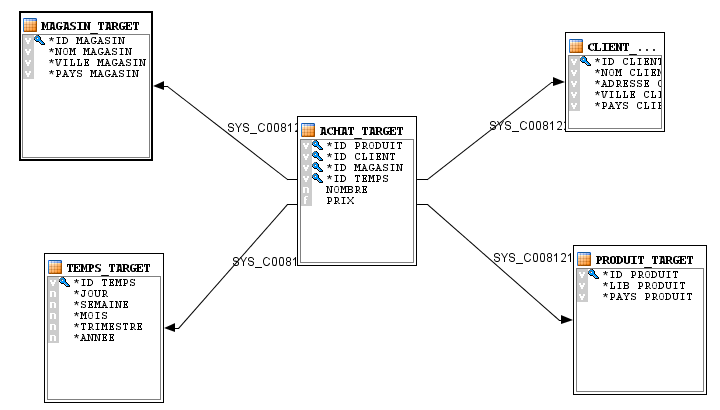 MAGASIN_TARGET
v *ID MAGASIN
v *NOM MAGASIN
v *VILLE MAGASIN
v *PAYS MAGASIN
CLIENT_...
v *ID CLIENT
v *NOM CLIEN
v *ADRESSE C
v *VILLE CLI
v *PAYS CLIE
SYS_C00812
SYS_C008123
ACHAT_TARGET
v *ID PRODUIT
v *ID CLIENT
v *ID MAGASIN
v *ID TEMPS
n NOMBRE
f PRIX
SYS_C0081
SYS_C008121
TEMPS_TARGET
v *ID TEMPS
n *JOUR
n *SEMAINE
n *MOIS
n *TRIMESTRE
n *ANNEE
PRODUIT_TARGET
v *ID PRODUIT
v *LIB PRODUIT
v *PAYS PRODUIT